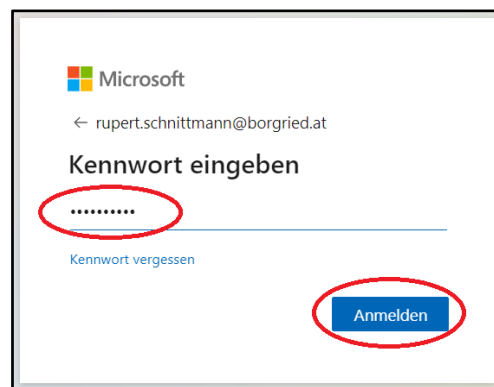 Microsoft
← rupert.schnittmann@borgried.at
Kennwort eingeben
••••••••••
Kennwort vergessen
Anmelden